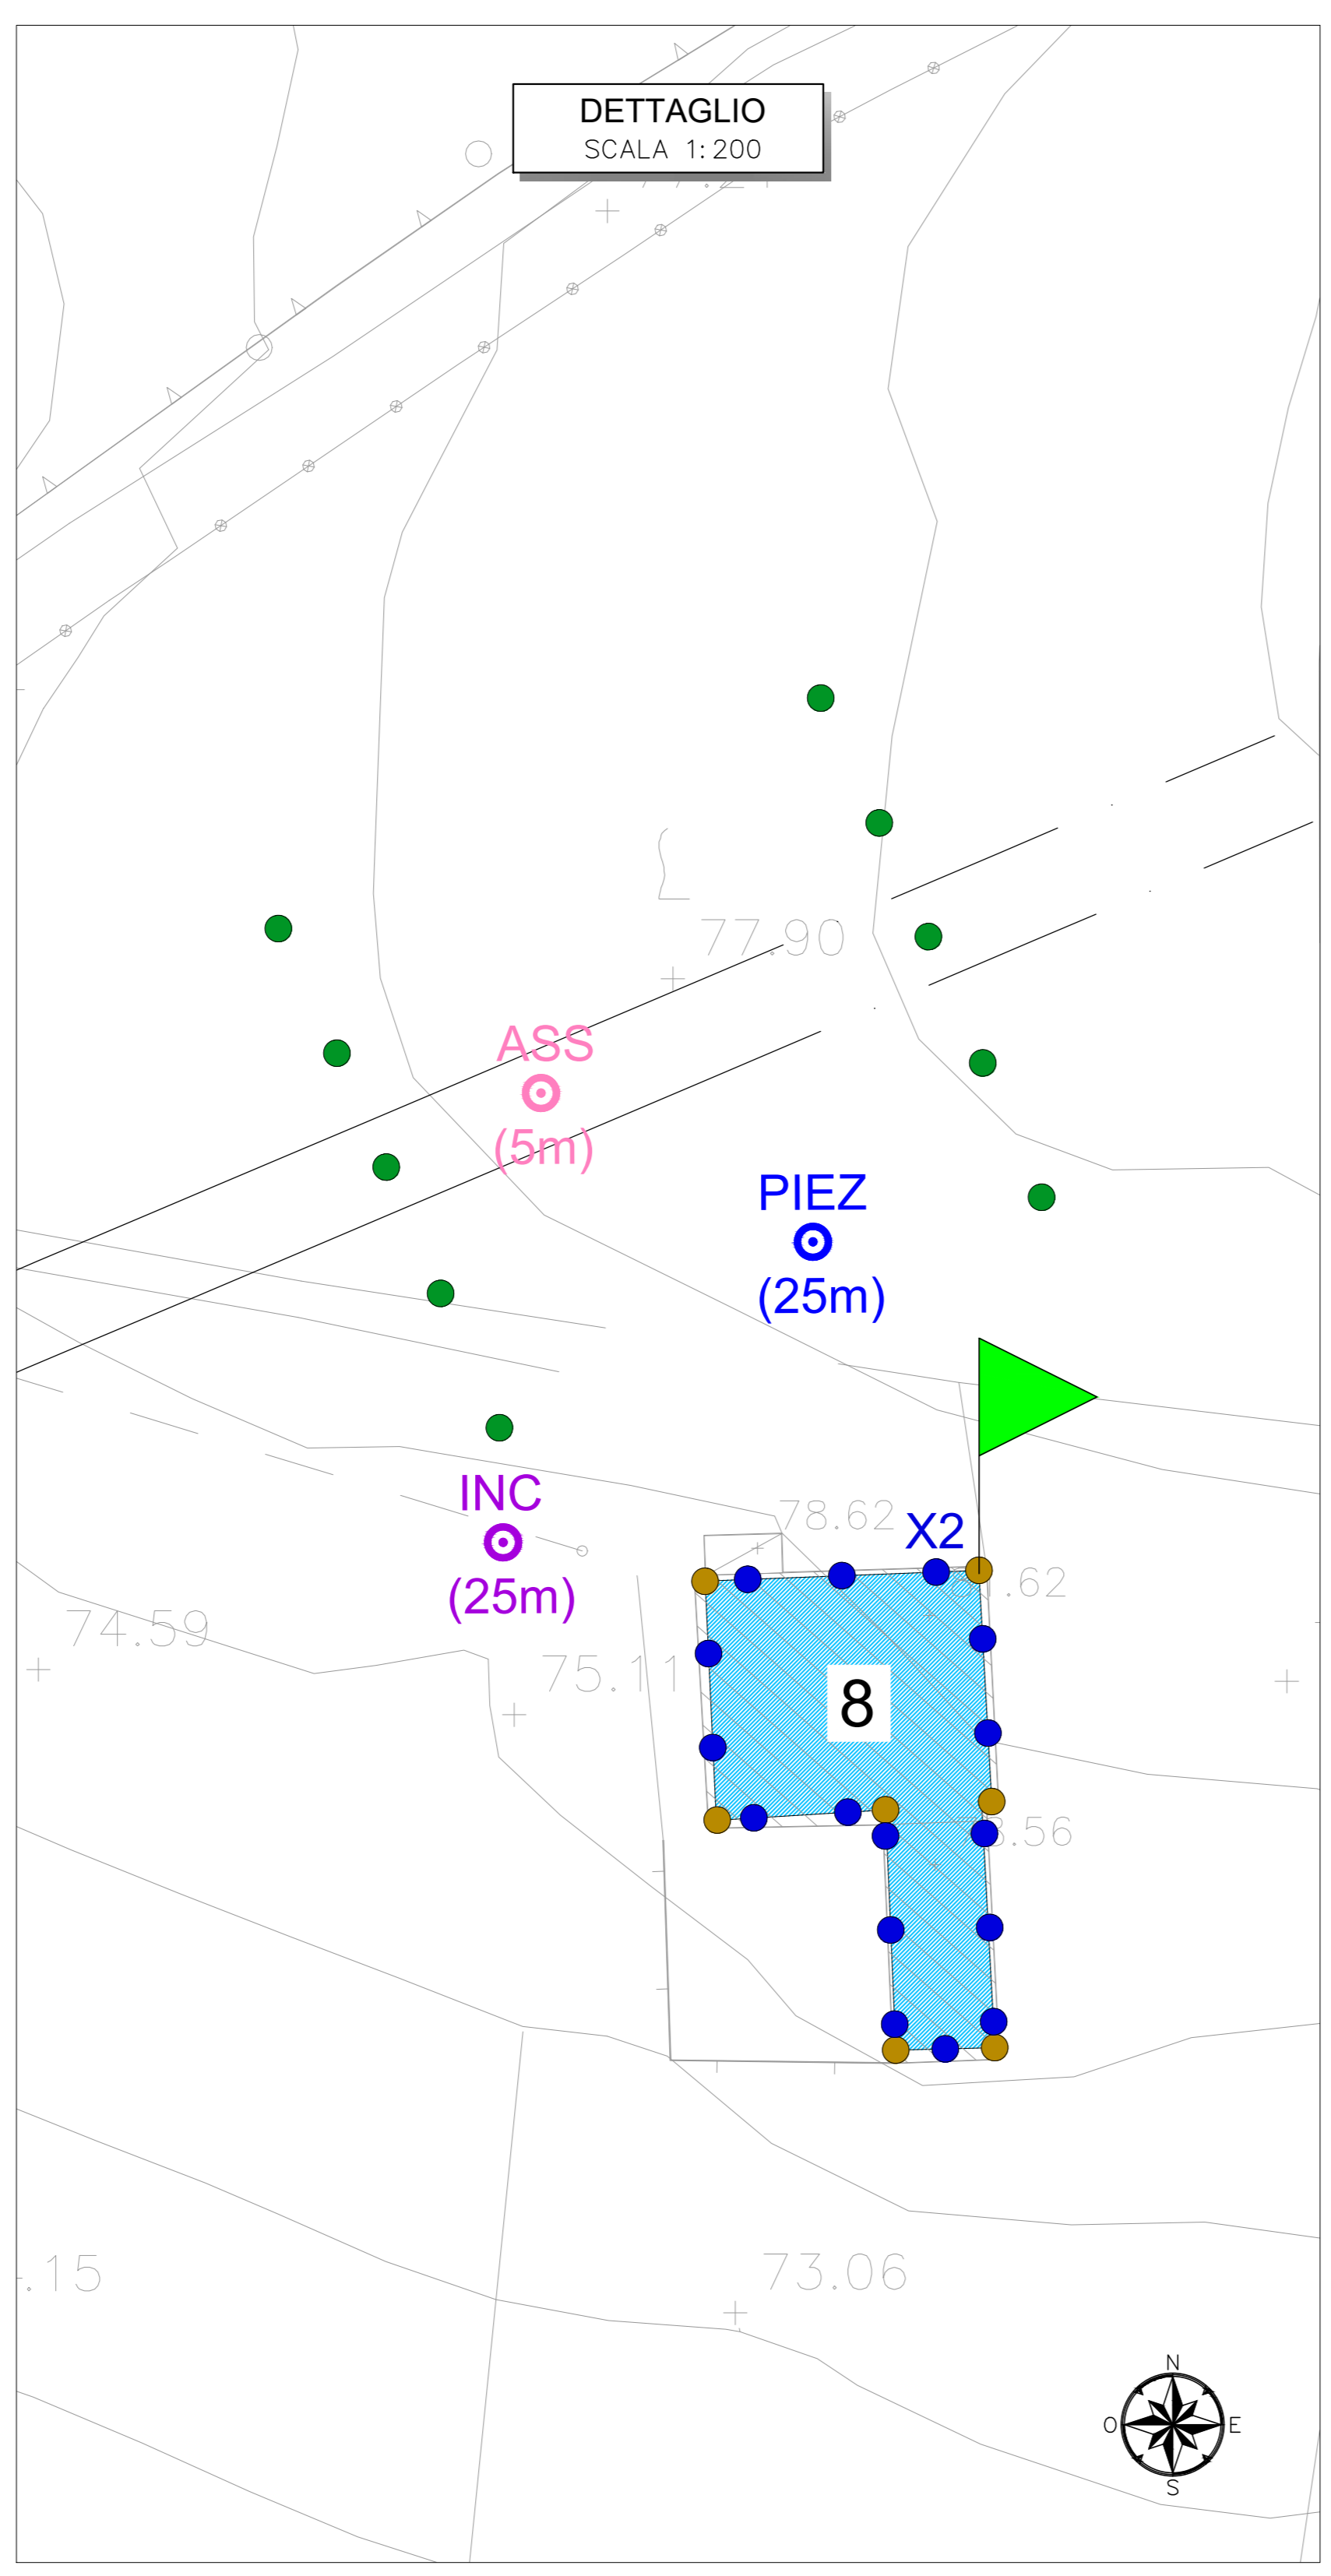 DETTAGLIO
SCALA 1:200
77.90
ASS
(5m)
PIEZ
(25m)
INC
(25m)
78.62
X2
.62
74.59
75.11
8
.56
.15
73.06
N
O
E
S